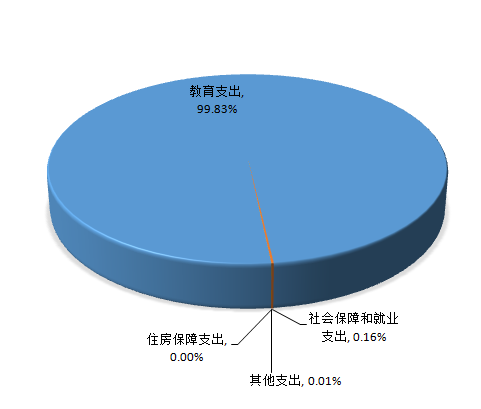 教育支出,
99.83%
社会保障和就业
支出, 0.16%
住房保障支出,
0.00%
其他支出, 0.01%